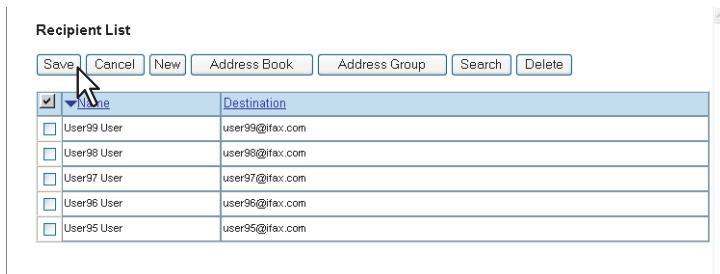 Recipient List
Save Cancel New Address Book Address Group Search Delete
Name Destination
User99 User user99@ifax.com
User98 User user98@ifax.com
User97 User user97@ifax.com
User96 User user96@ifax.com
User95 User user95@ifax.com